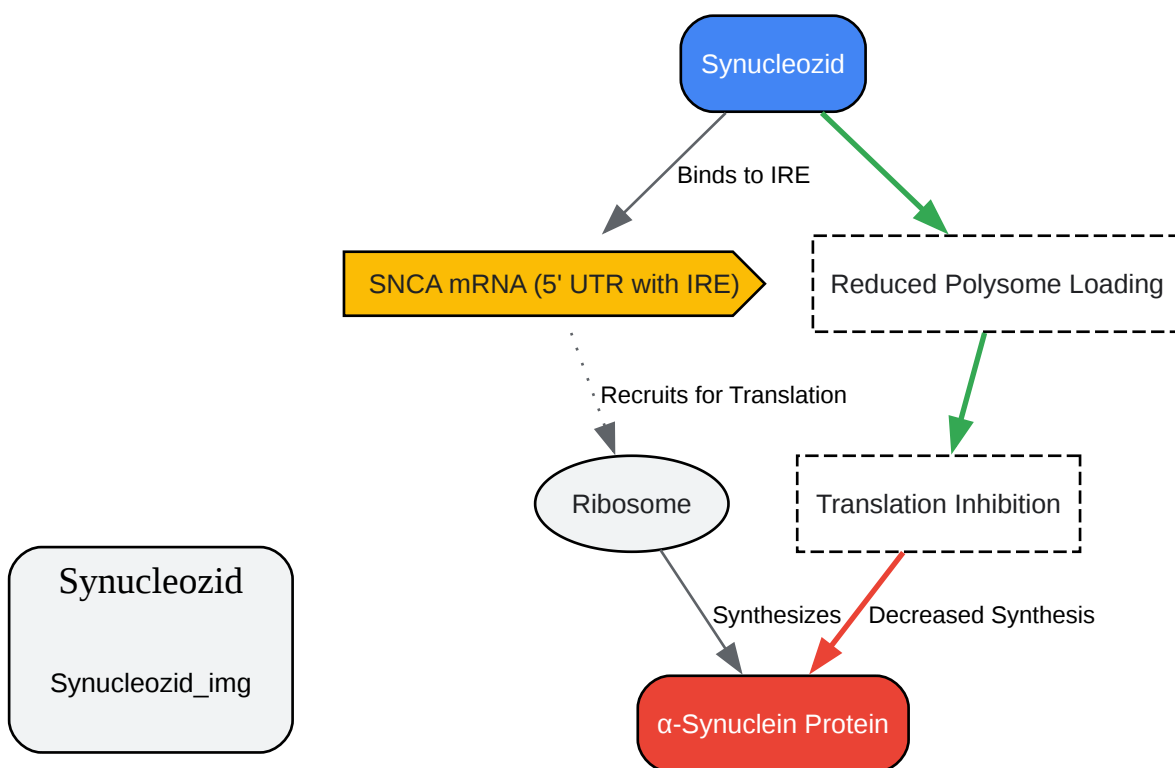 Synucleozid
Binds to IRE
SNCA mRNA (5' UTR with IRE)
Reduced Polysome Loading
Recruits for Translation
Ribosome
Translation Inhibition
Synthesizes
Decreased Synthesis
α-Synuclein Protein
Synucleozid
Synucleozid_img